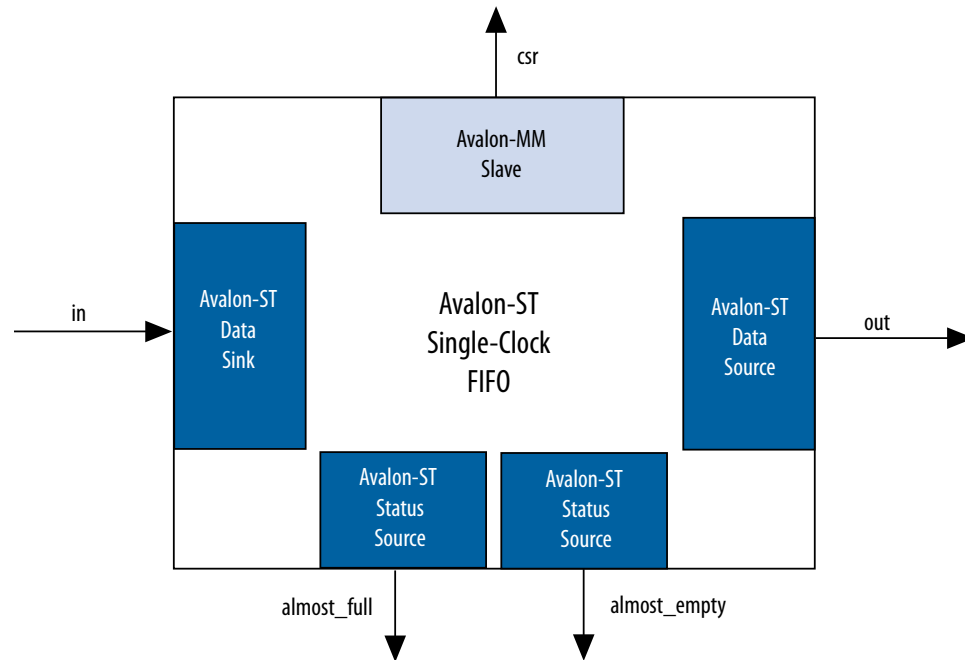 csr
Avalon-MM
Slave
in
Avalon-ST
Data
Sink
Avalon-ST
Single-Clock
FIFO
Avalon-ST
Data
Source
out
Avalon-ST
Status
Source
Avalon-ST
Status
Source
almost_full
almost_empty